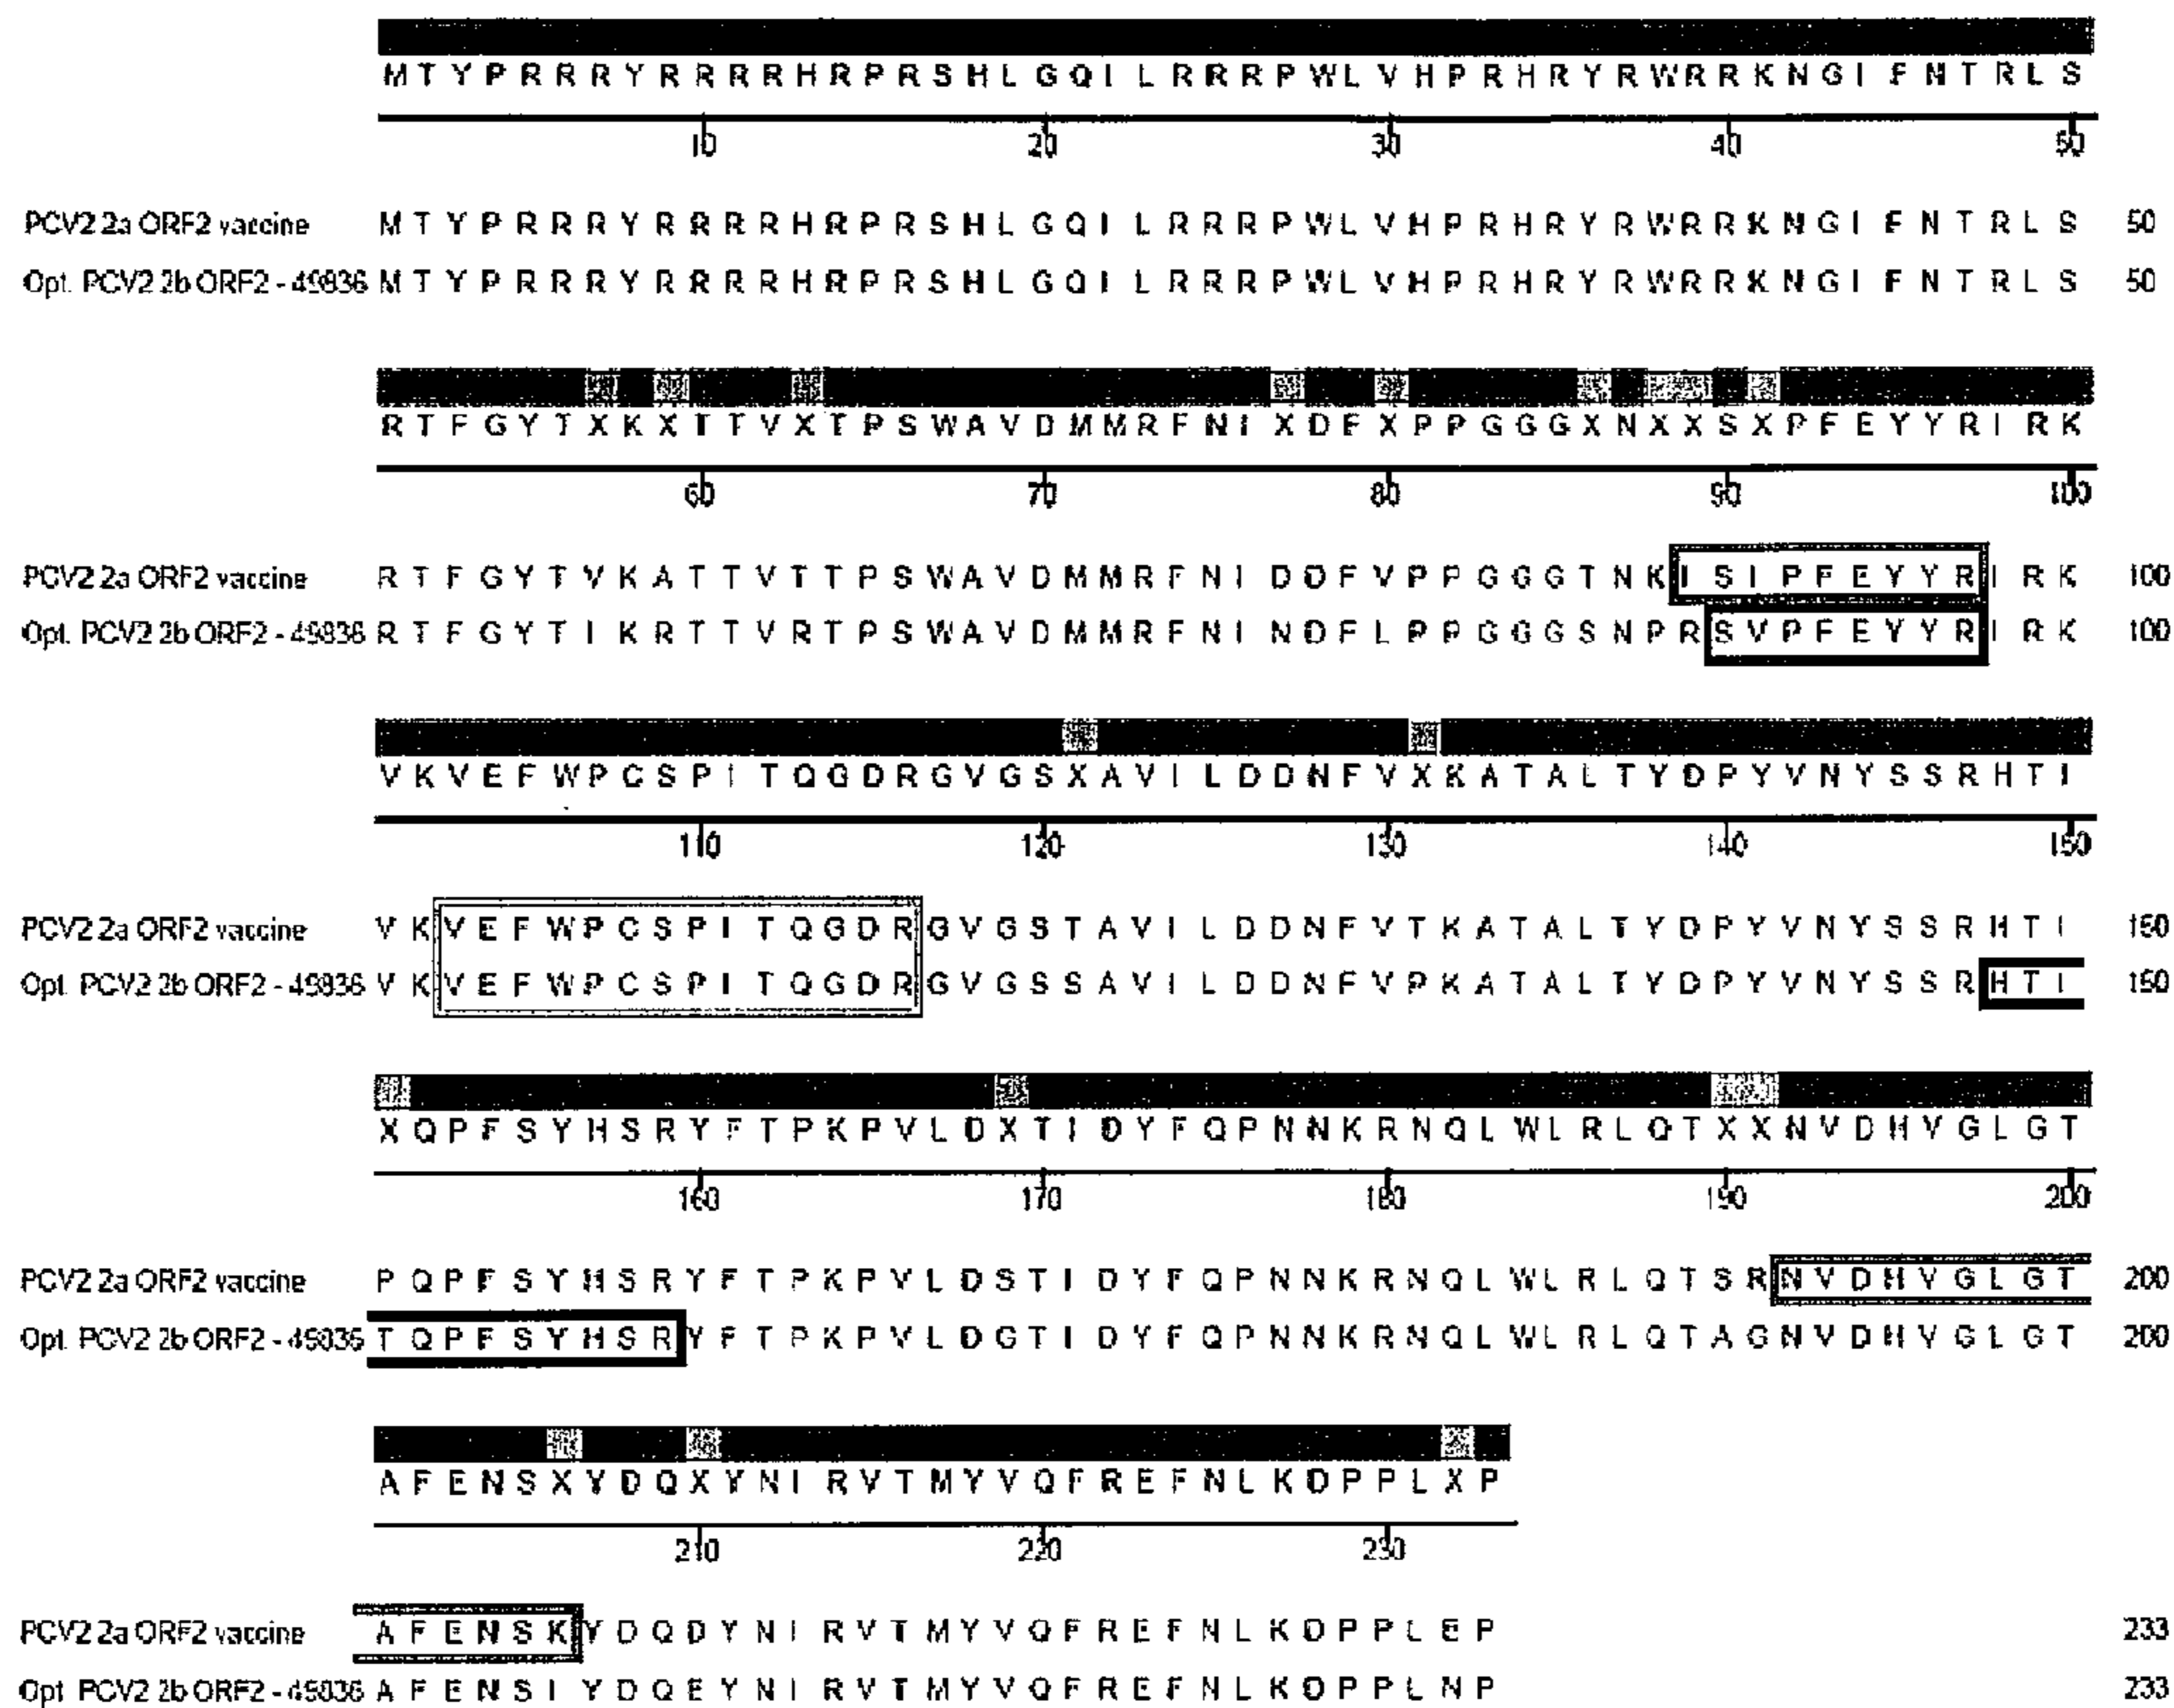 M T Y P R R R Y R R R R H R P R S H L G Q I L R R R P W L V H P R H R Y R W R R K N G I F N T R L S
10 20 30 40 50
PCV2 2a ORF2 vaccine M T Y P R R R Y R R R R H R P R S H L G Q I L R R R P W L V H P R H R Y R W R R K N G I F N T R L S 50
Opt. PCV2 2b ORF2 - 49836 M T Y P R R R Y R R R R H R P R S H L G Q I L R R R P W L V H P R H R Y R W R R K N G I F N T R L S 50
R T F G Y T X K X T T V X T P S W A V D M M R F N I X D F X P P G G G X N X X S X P F E Y Y R I R K
60 70 80 90 100
PCV2 2a ORF2 vaccine R T F G Y T V K A T T V T T P S W A V D M M R F N I D D F V P P G G G T N K I S I P F E Y Y R I R K 100
Opt. PCV2 2b ORF2 - 49836 R T F G Y T I K R T T V R T P S W A V D M M R F N I N D F L P P G G G S N P R S V P F E Y Y R I R K 100
V K V E F W P C S P I T Q G D R G V G S X A V I L D D N F V X K A T A L T Y D P Y V N Y S S R H T I
110 120 130 140 150
PCV2 2a ORF2 vaccine V K V E F W P C S P I T Q G D R G V G S T A V I L D D N F V T K A T A L T Y D P Y V N Y S S R H T I 150
Opt. PCV2 2b ORF2 - 49836 V K V E F W P C S P I T Q G D R G V G S S A V I L D D N F V P K A T A L T Y D P Y V N Y S S R H T I 150
X Q P F S Y H S R Y F T P K P V L D X T I D Y F Q P N N K R N Q L W L R L Q T X X N V D H V G L G T
160 170 180 190 200
PCV2 2a ORF2 vaccine P Q P F S Y H S R Y F T P K P V L D S T I D Y F Q P N N K R N Q L W L R L Q T S R N V D H V G L G T 200
Opt. PCV2 2b ORF2 - 49836 T Q P F S Y H S R Y F T P K P V L D G T I D Y F Q P N N K R N Q L W L R L Q T A G N V D H V G L G T 200
A F E N S X Y D Q X Y N I R V T M Y V Q F R E F N L K D P P L X P
210 220 230
PCV2 2a ORF2 vaccine A F E N S K Y D Q D Y N I R V T M Y V Q F R E F N L K D P P L E P 233
Opt. PCV2 2b ORF2 - 49836 A F E N S I Y D Q E Y N I R V T M Y V Q F R E F N L K D P P L N P 233